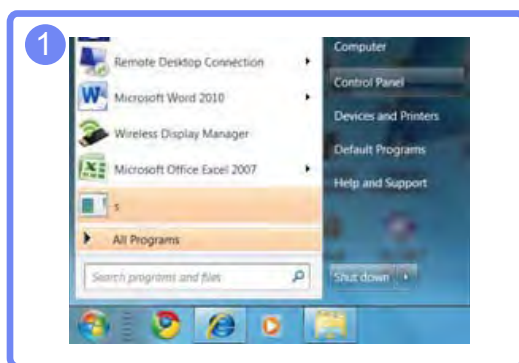 1
Remote Desktop Connection
Microsoft Word 2010
Wireless Display Manager
Microsoft Office Excel 2007
s
All Programs
Search programs and files
Computer
Control Panel
Devices and Printers
Default Programs
Help and Support
Shut down